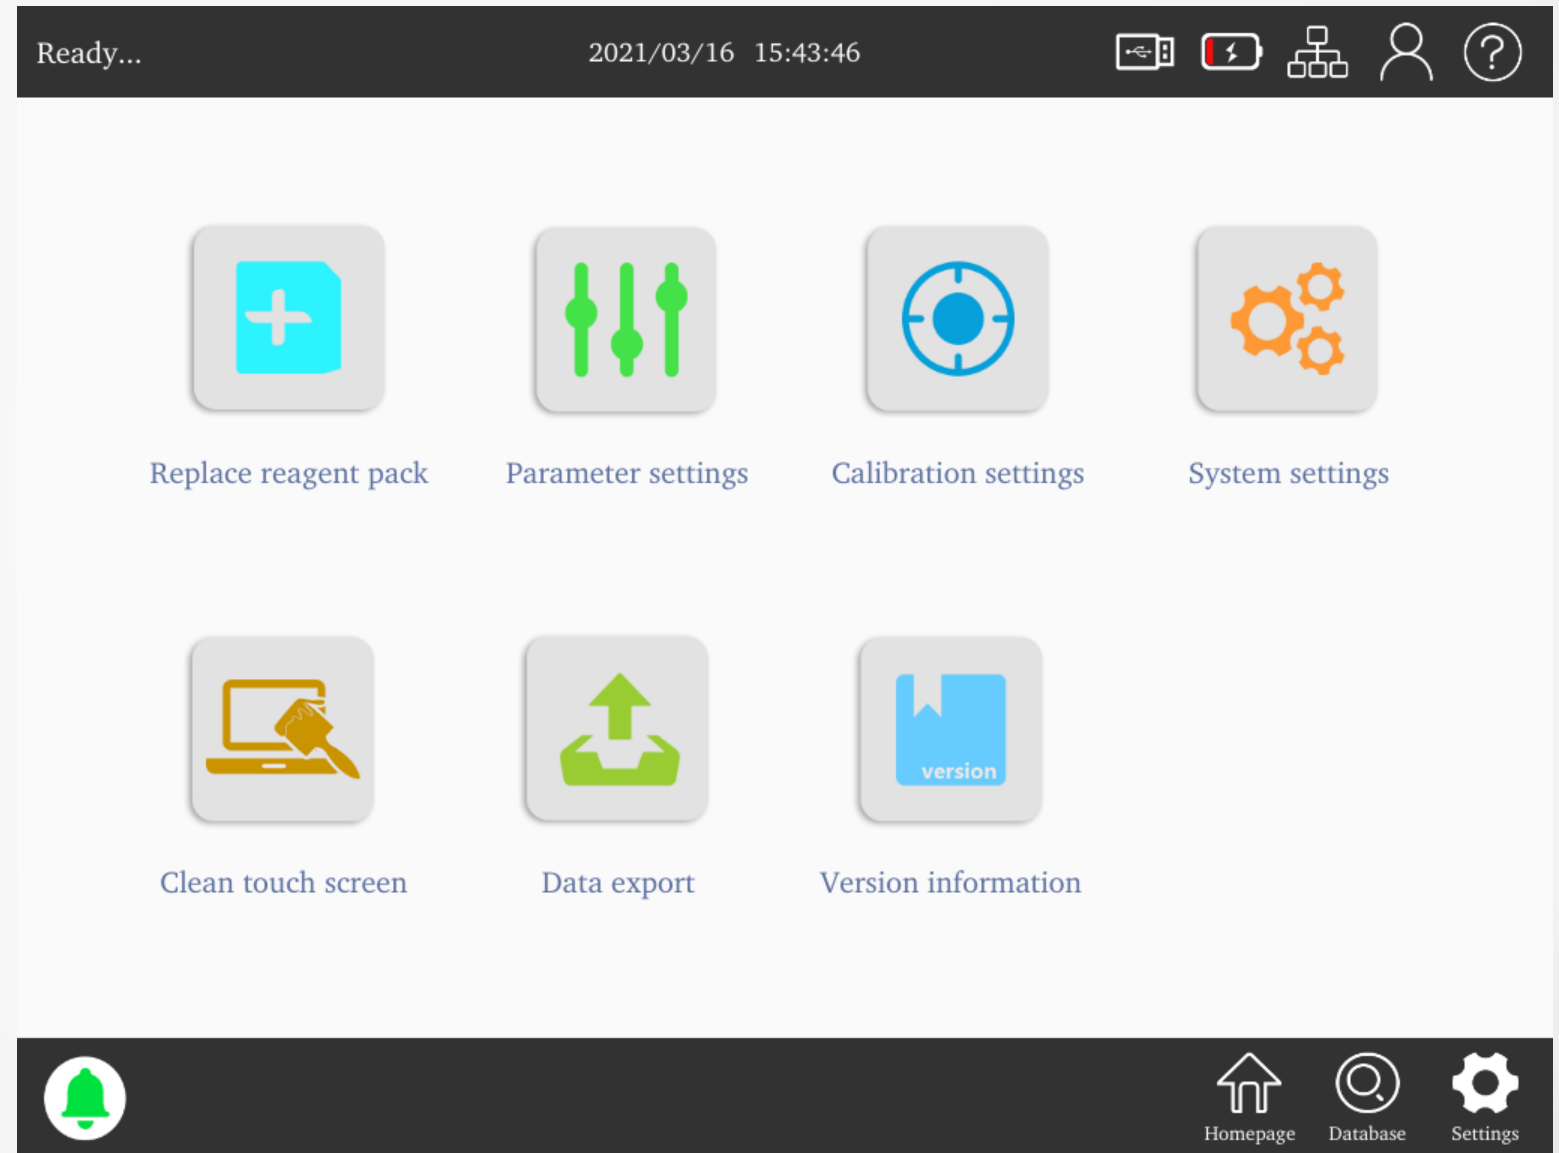 Ready...
2021/03/16 15:43:46
Replace reagent pack
Parameter settings
Calibration settings
System settings
version
Clean touch screen
Data export
Version information
Homepage
Database
Settings